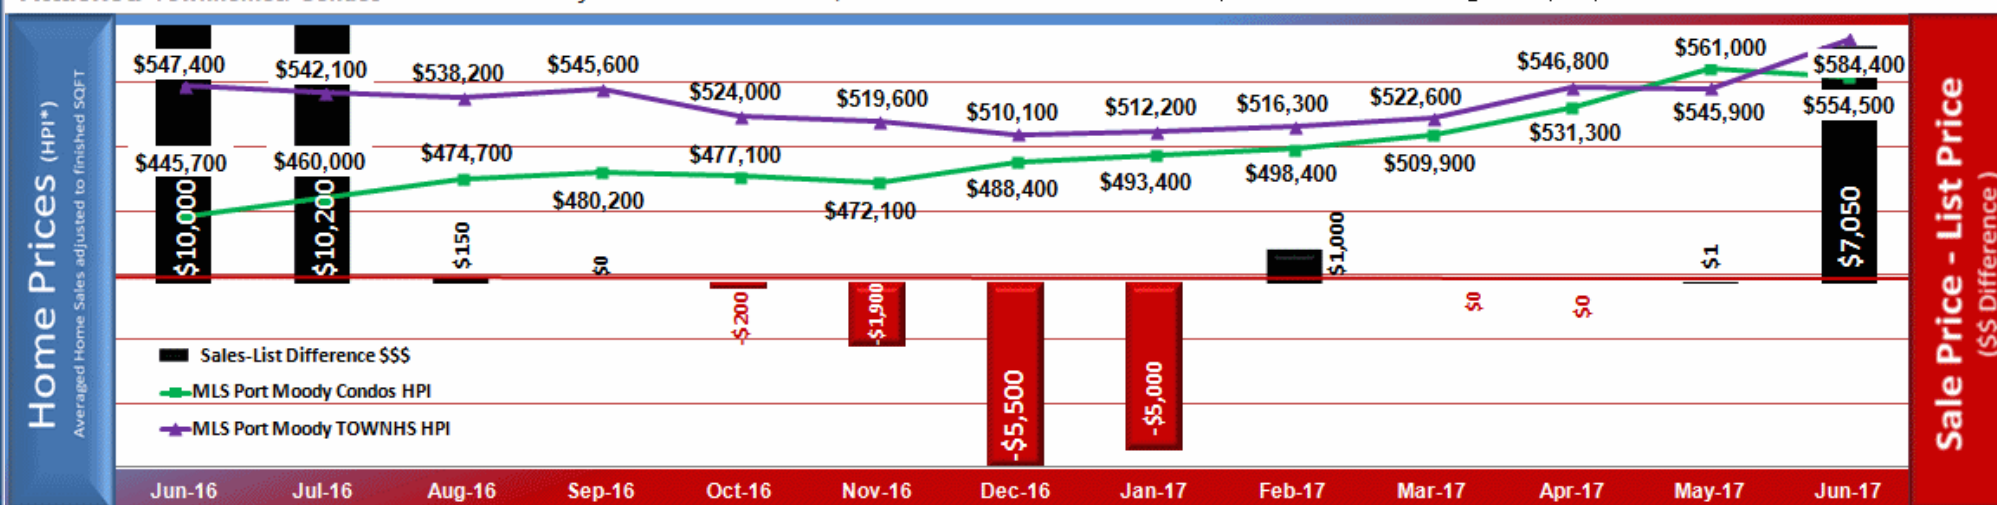 Home Prices (HPI*)
Averaged Home Sales adjusted to finished SQFT
$547,400 $542,100 $538,200 $545,600 $524,000 $519,600 $510,100 $512,200 $516,300 $522,600 $546,800 $561,000 $584,400
$445,700 $460,000 $474,700 $480,200 $477,100 $472,100 $488,400 $493,400 $498,400 $509,900 $531,300 $545,900 $554,500
$10,000 $10,200 $150 $0 -$200 -$1,900 -$5,500 -$5,000 $1,000 $0 $0 $1 $7,050
Sales-List Difference $$$
MLS Port Moody Condos HPI
MLS Port Moody TOWNHS HPI
Jun-16 Jul-16 Aug-16 Sep-16 Oct-16 Nov-16 Dec-16 Jan-17 Feb-17 Mar-17 Apr-17 May-17 Jun-17
Sale Price - List Price
($$ Difference)